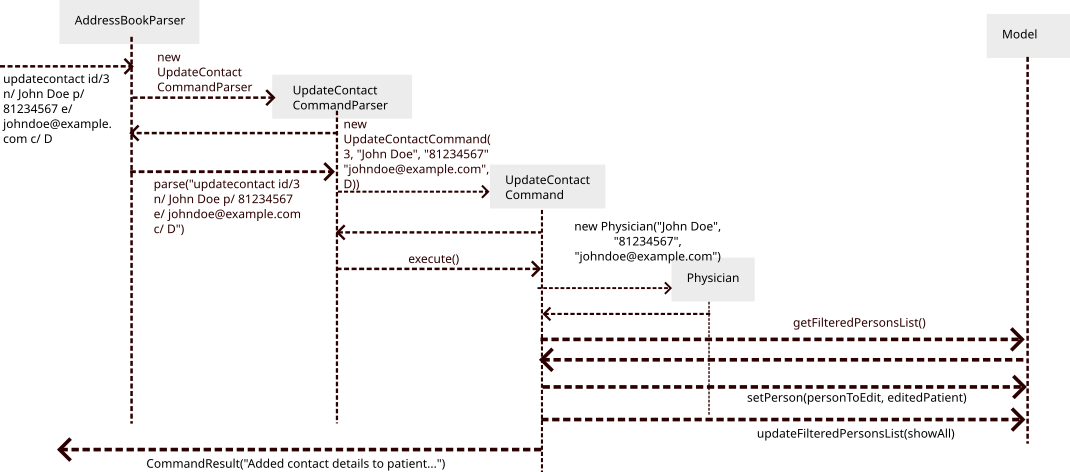 AddressBookParser
Model
new
UpdateContact
CommandParser
updatecontact id/3
n/ John Doe p/
81234567 e/
johndoe@example.
com c/ D
UpdateContact
CommandParser
new
UpdateContactCommand(
3, "John Doe", "81234567"
"johndoe@example.com",
D))
parse("updatecontact id/3
n/ John Doe p/ 81234567
e/ johndoe@example.com
c/ D")
UpdateContact
Command
new Physician("John Doe",
"81234567",
"johndoe@example.com")
execute()
Physician
getFilteredPersonsList()
setPerson(personToEdit, editedPatient)
updateFilteredPersonsList(showAll)
CommandResult("Added contact details to patient...")